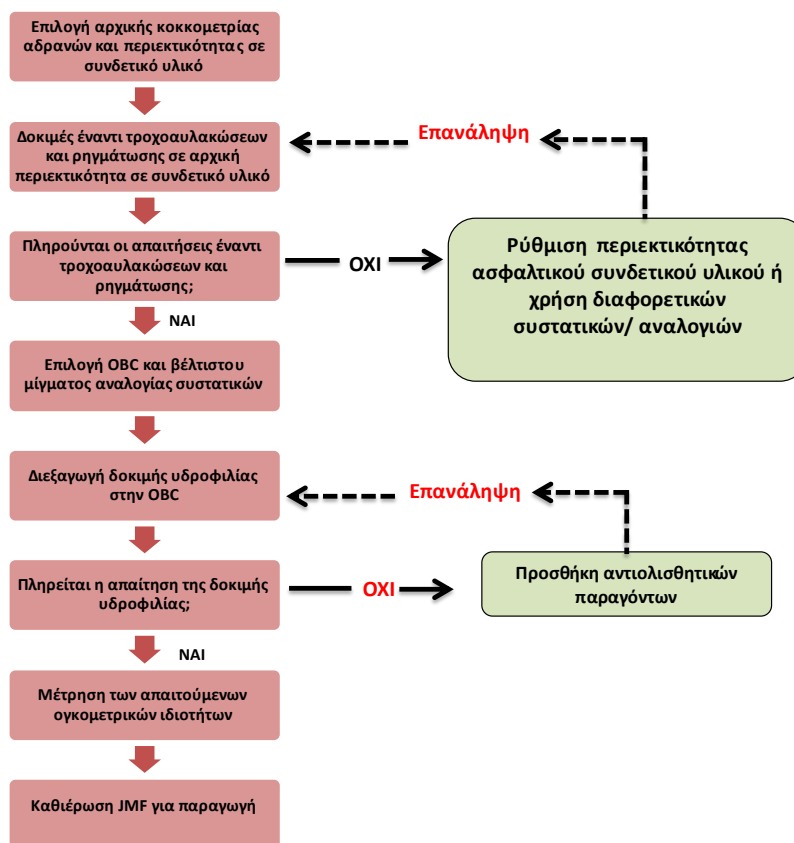 Επιλογή αρχικής κοκκομετρίας
αδρανών και περιεκτικότητας σε
συνδετικό υλικό
Δοκιμές έναντι τροχοαυλακώσεων
και ρηγμάτωσης σε αρχική
περιεκτικότητα σε συνδετικό υλικό
Επανάληψη
Πληρούνται οι απαιτήσεις έναντι
τροχοαυλακώσεων και
ρηγμάτωσης;
ΟΧΙ
Ρύθμιση περιεκτικότητας
ασφαλτικού συνδετικού υλικού ή
χρήση διαφορετικών
συστατικών/ αναλογιών
ΝΑΙ
Επιλογή OBC και βέλτιστου
μίγματος αναλογίας συστατικών
Διεξαγωγή δοκιμής υδροφιλίας
στην OBC
Επανάληψη
Πληρείται η απαίτηση της δοκιμής
υδροφιλίας;
ΟΧΙ
Προσθήκη αντιολισθητικών
παραγόντων
ΝΑΙ
Μέτρηση των απαιτούμενων
ογκομετρικών ιδιοτήτων
Καθιέρωση JMF για παραγωγή